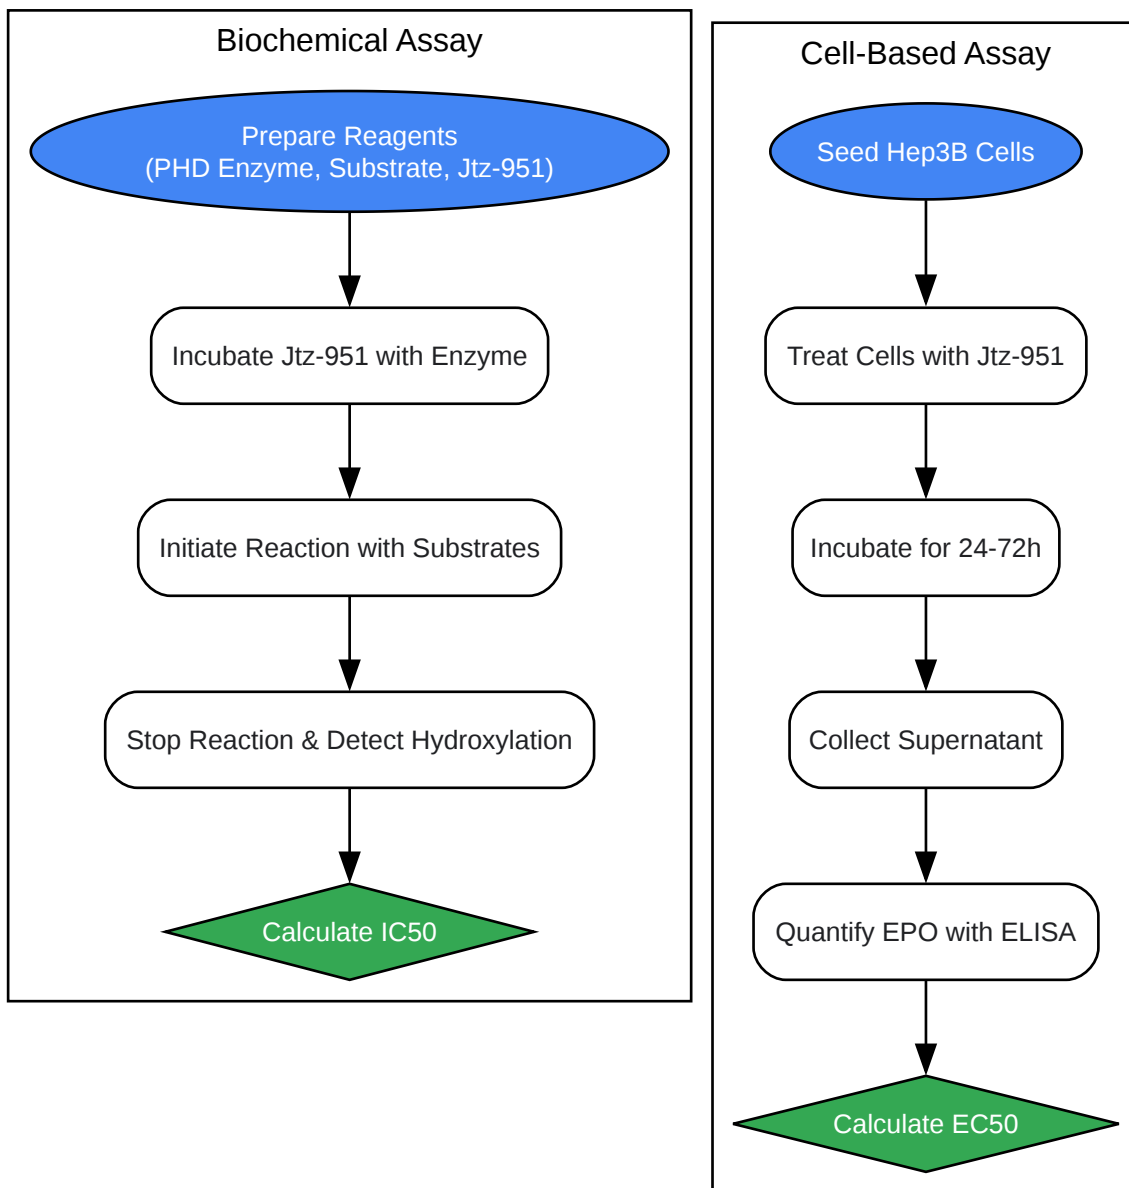 Biochemical Assay
Prepare Reagents
(PHD Enzyme, Substrate, Jtz-951)
Incubate Jtz-951 with Enzyme
Initiate Reaction with Substrates
Stop Reaction & Detect Hydroxylation
Calculate IC50
Cell-Based Assay
Seed Hep3B Cells
Treat Cells with Jtz-951
Incubate for 24-72h
Collect Supernatant
Quantify EPO with ELISA
Calculate EC50